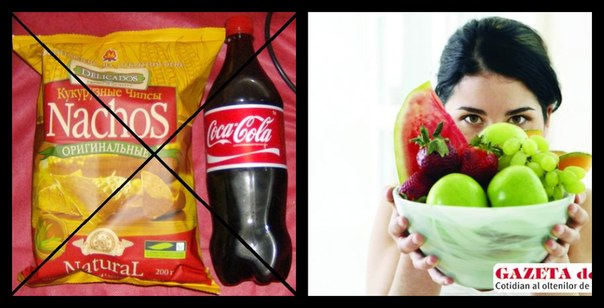 DELICADOS
Кукурузные Чипсы
NachoS
ОРИГИНАЛЬНЫЕ
NaturaL
200 г
Coca-Cola
GAZETA de
Cotidian al oltenilor de